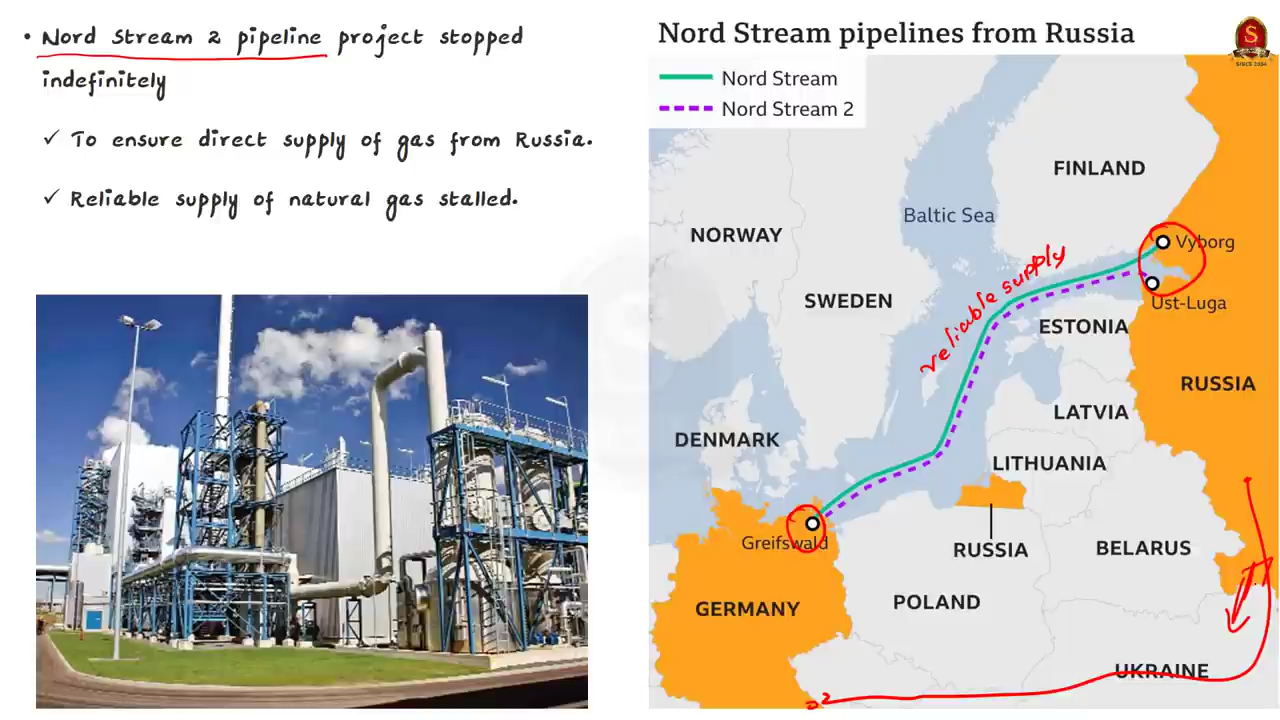 • Nord Stream 2 pipeline project stopped
indefinitely
✓ To ensure direct supply of gas from Russia.
✓ Reliable supply of natural gas stalled.
Nord Stream pipelines from Russia
S
SINCE 2004
Nord Stream
Nord Stream 2
FINLAND
Baltic Sea
NORWAY
Vyborg
reliable supply
SWEDEN
Ust-Luga
ESTONIA
RUSSIA
LATVIA
DENMARK
LITHUANIA
Greifswald
RUSSIA
BELARUS
GERMANY
POLAND
UKRAINE